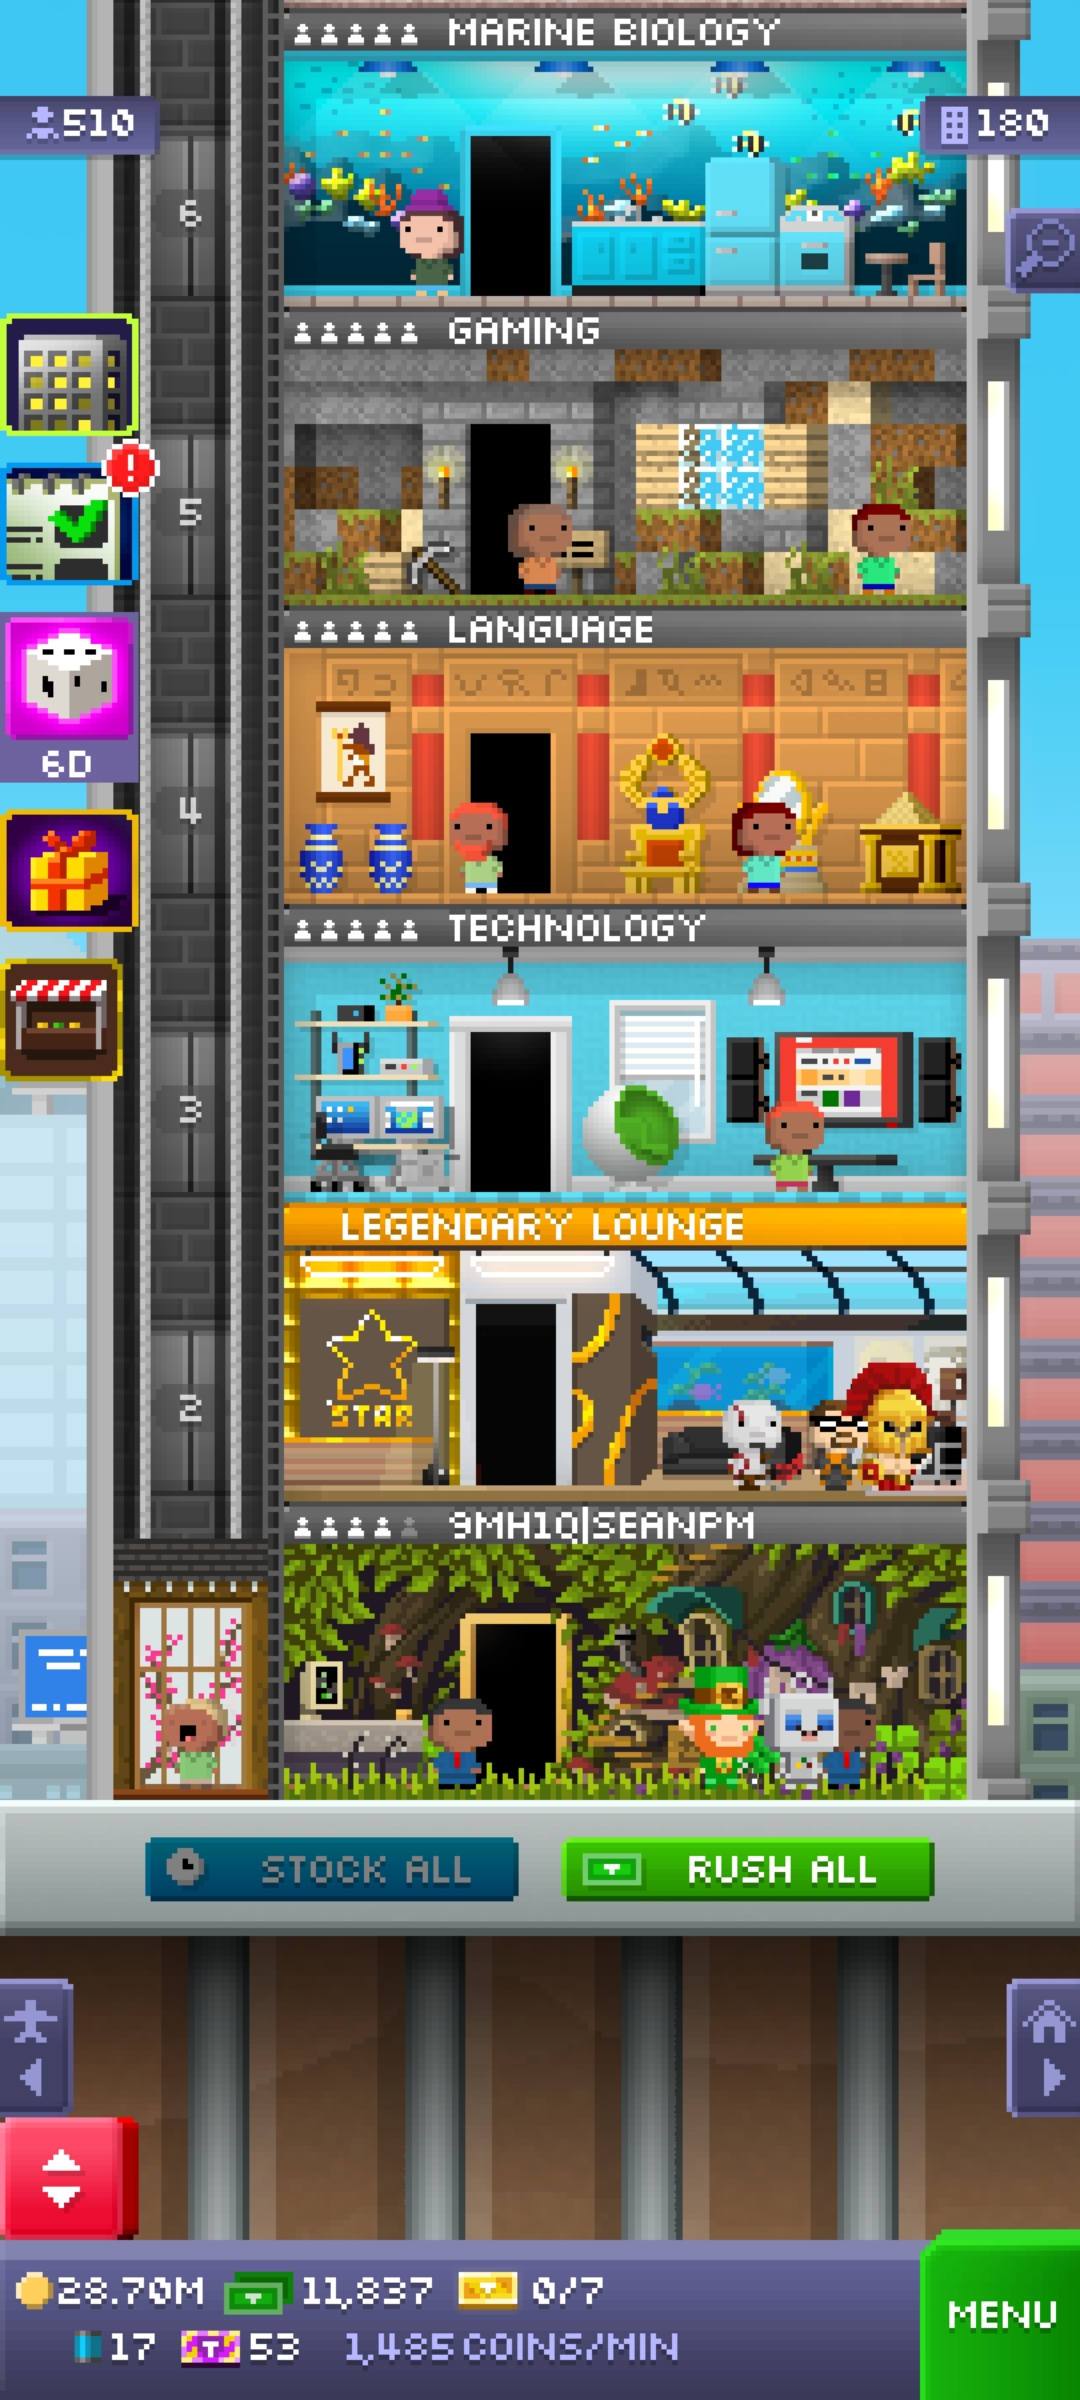 MARINE BIOLOGY
510
180
6
GAMING
5
LANGUAGE
6D
4
TECHNOLOGY
3
LEGENDARY LOUNGE
STAR
2
9MH1Q|SEANPM
STOCK ALL
RUSH ALL
28.70M
11,837
0/7
17
53
1,485 COINS/MIN
MENU